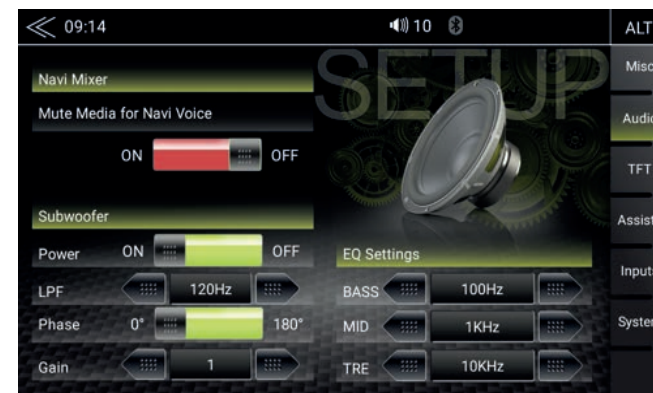 09:14
10
ALT
SETUP
Navi Mixer
Mute Media for Navi Voice
ON OFF
Subwoofer
Power ON OFF
LPF 120Hz
Phase 0° 180°
Gain 1
EQ Settings
BASS 100Hz
MID 1KHz
TRE 10KHz
Misc
Audio
TFT
Assist
Input
System